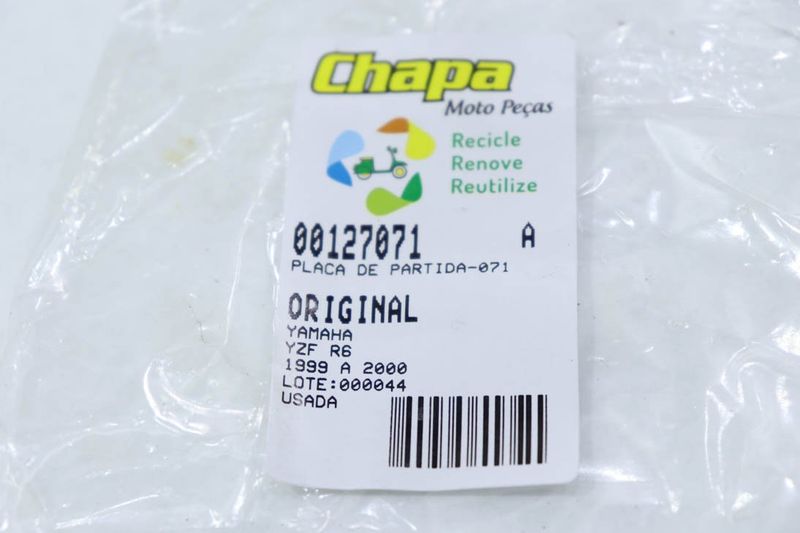 Chapa
Moto Peças
Recicle
Renove
Reutilize
00127071 A
PLACA DE PARTIDA-071
ORIGINAL
YAMAHA
YZF R6
1999 A 2000
LOTE:000044
USADA